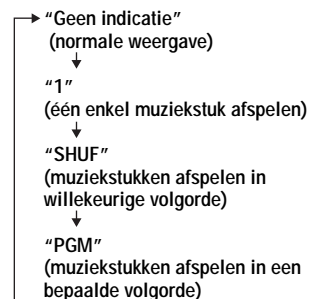 “Geen indicatie”
(normale weergave)
“1”
(één enkel muziekstuk afspelen)
“SHUF”
(muziekstukken afspelen in
willekeurige volgorde)
“PGM”
(muziekstukken afspelen in een
bepaalde volgorde)